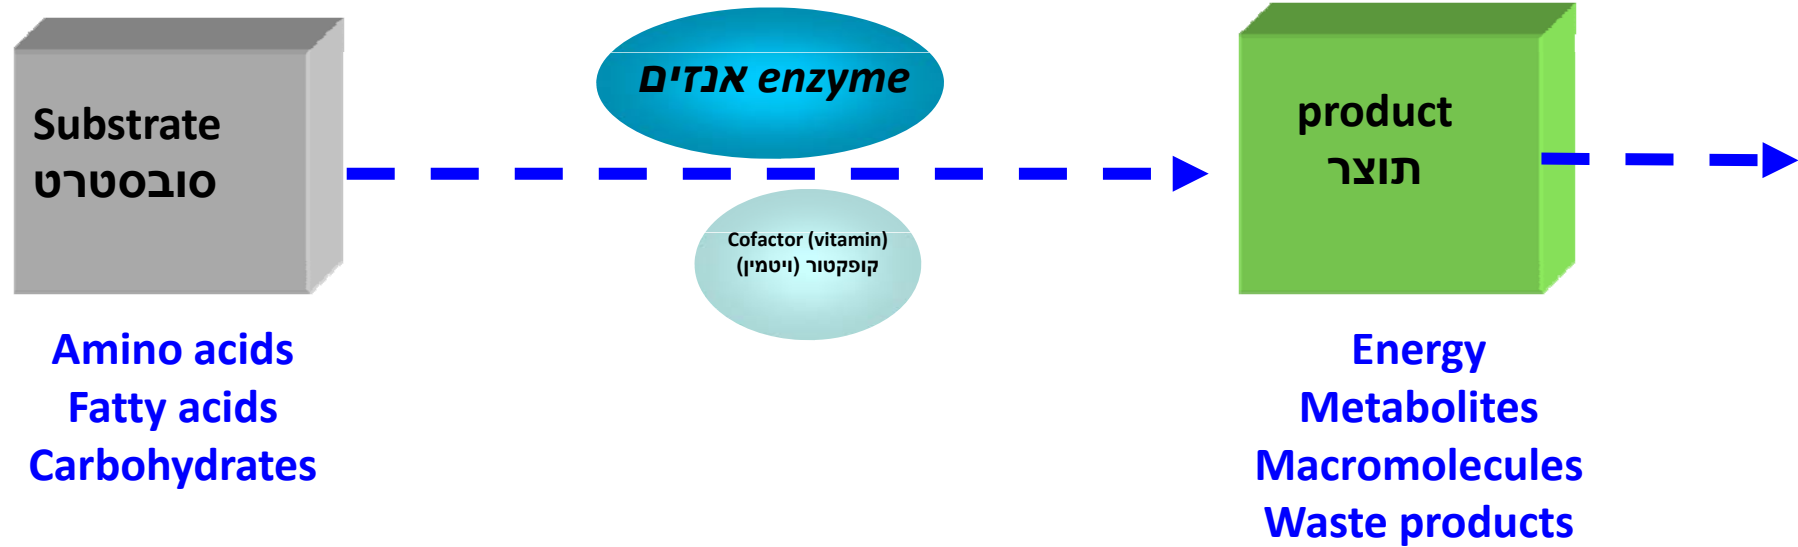 Substrate
סובסטרט
אנזים enzyme
Cofactor (vitamin)
קופקטור (ויטמין)
product
תוצר
Amino acids
Fatty acids
Carbohydrates
Energy
Metabolites
Macromolecules
Waste products